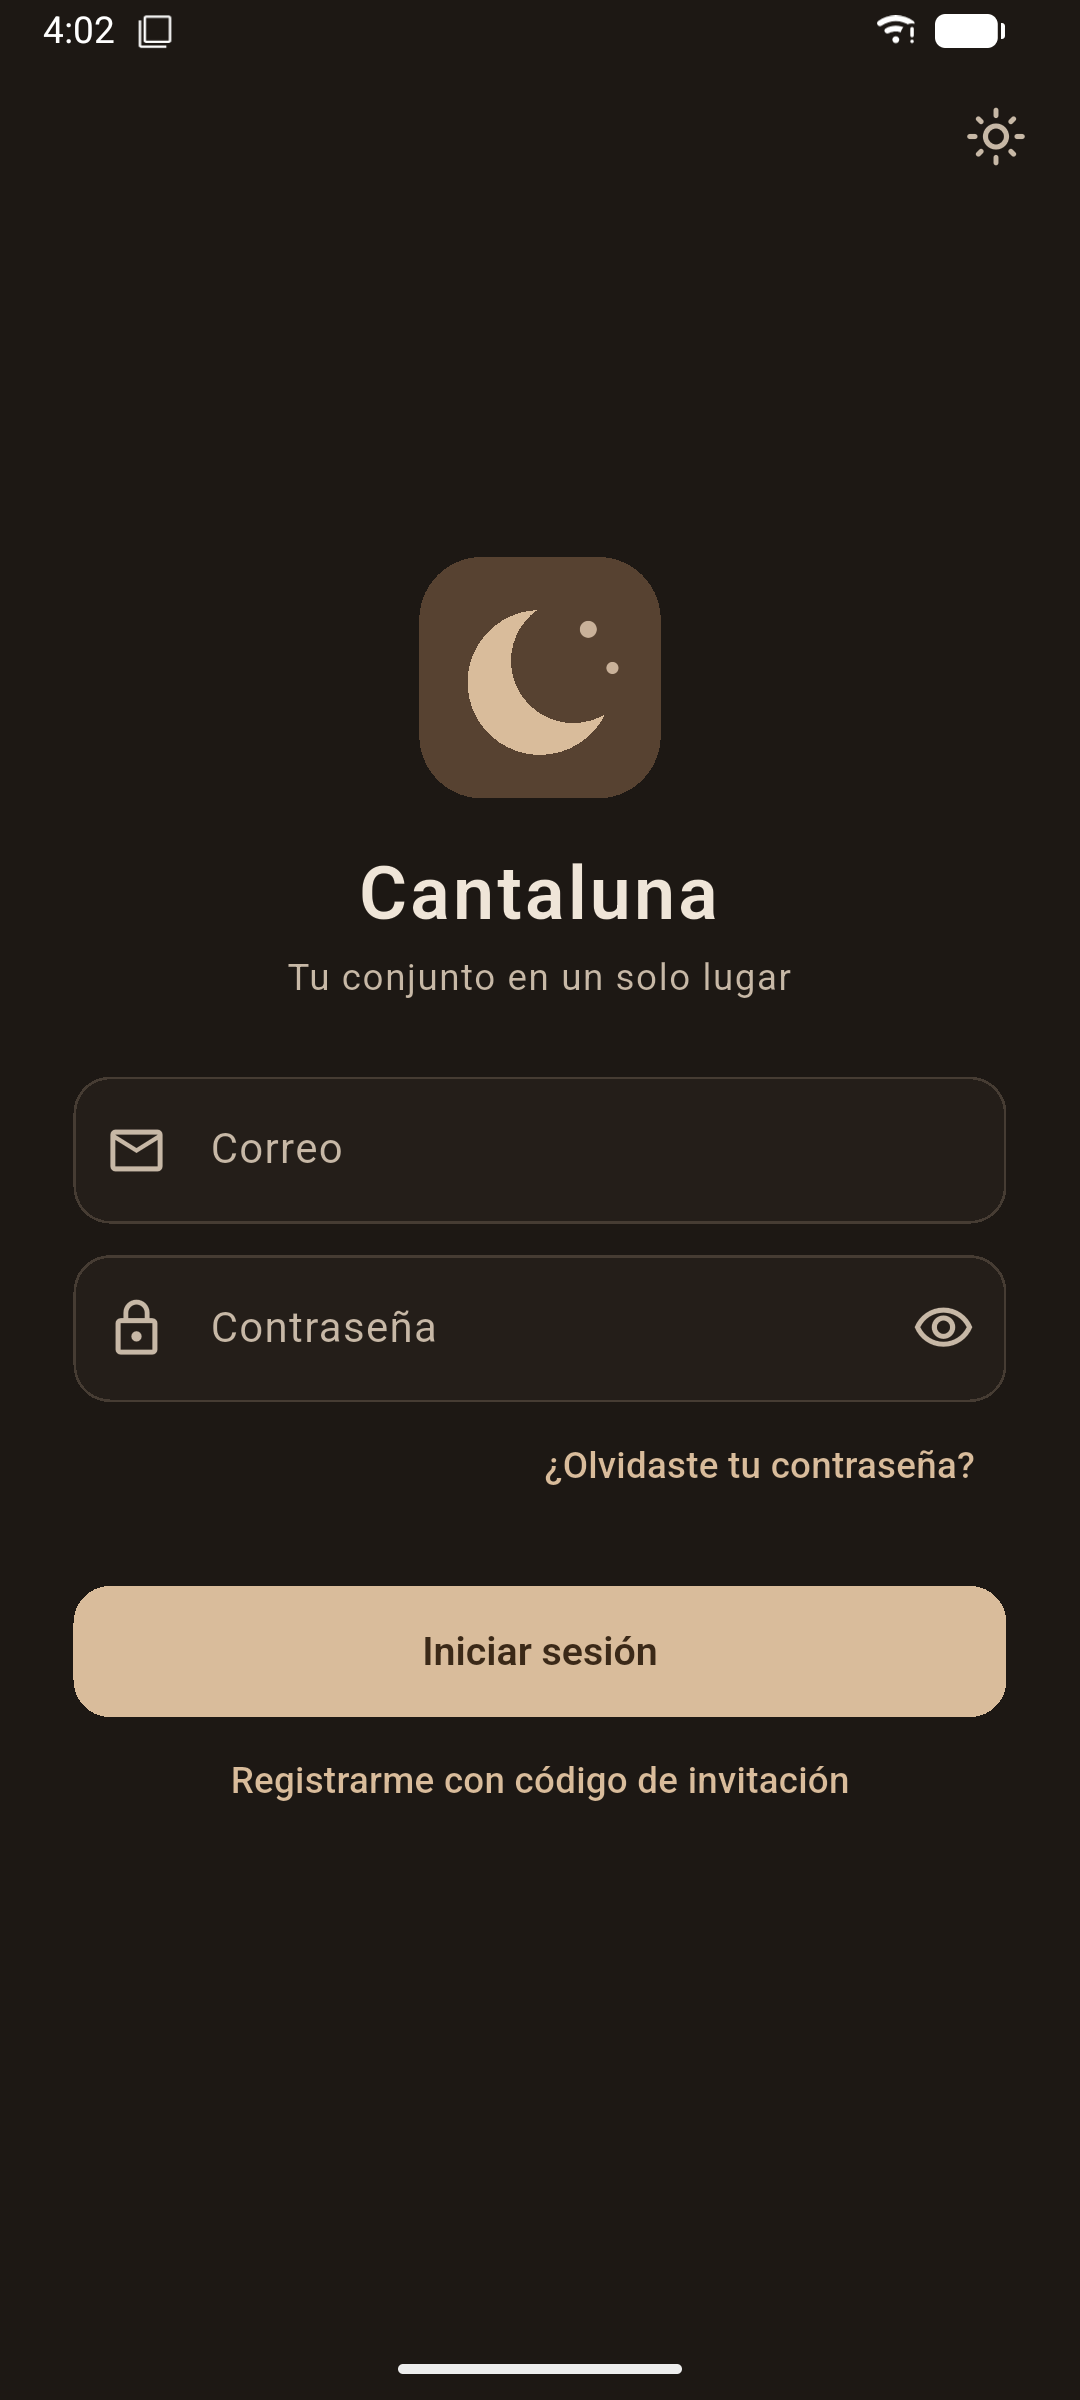 4:02
Cantaluna
Tu conjunto en un solo lugar
Correo
Contraseña
¿Olvidaste tu contraseña?
Iniciar sesión
Registrarme con código de invitación